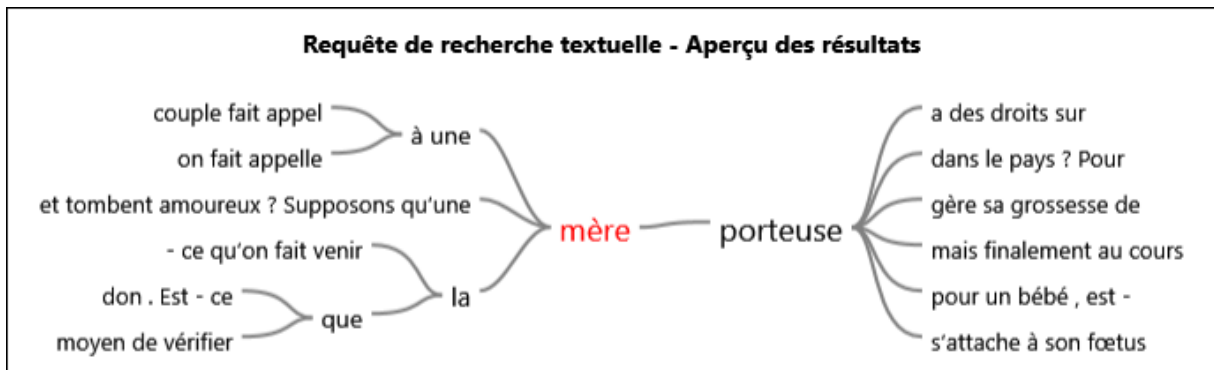 Requête de recherche textuelle - Aperçu des résultats
couple fait appel
on fait appelle
à une
et tombent amoureux ? Supposons qu'une
- ce qu'on fait venir
don . Est - ce
moyen de vérifier
que
la
mère
porteuse
a des droits sur
dans le pays ? Pour
gère sa grossesse de
mais finalement au cours
pour un bébé , est -
s'attache à son fœtus